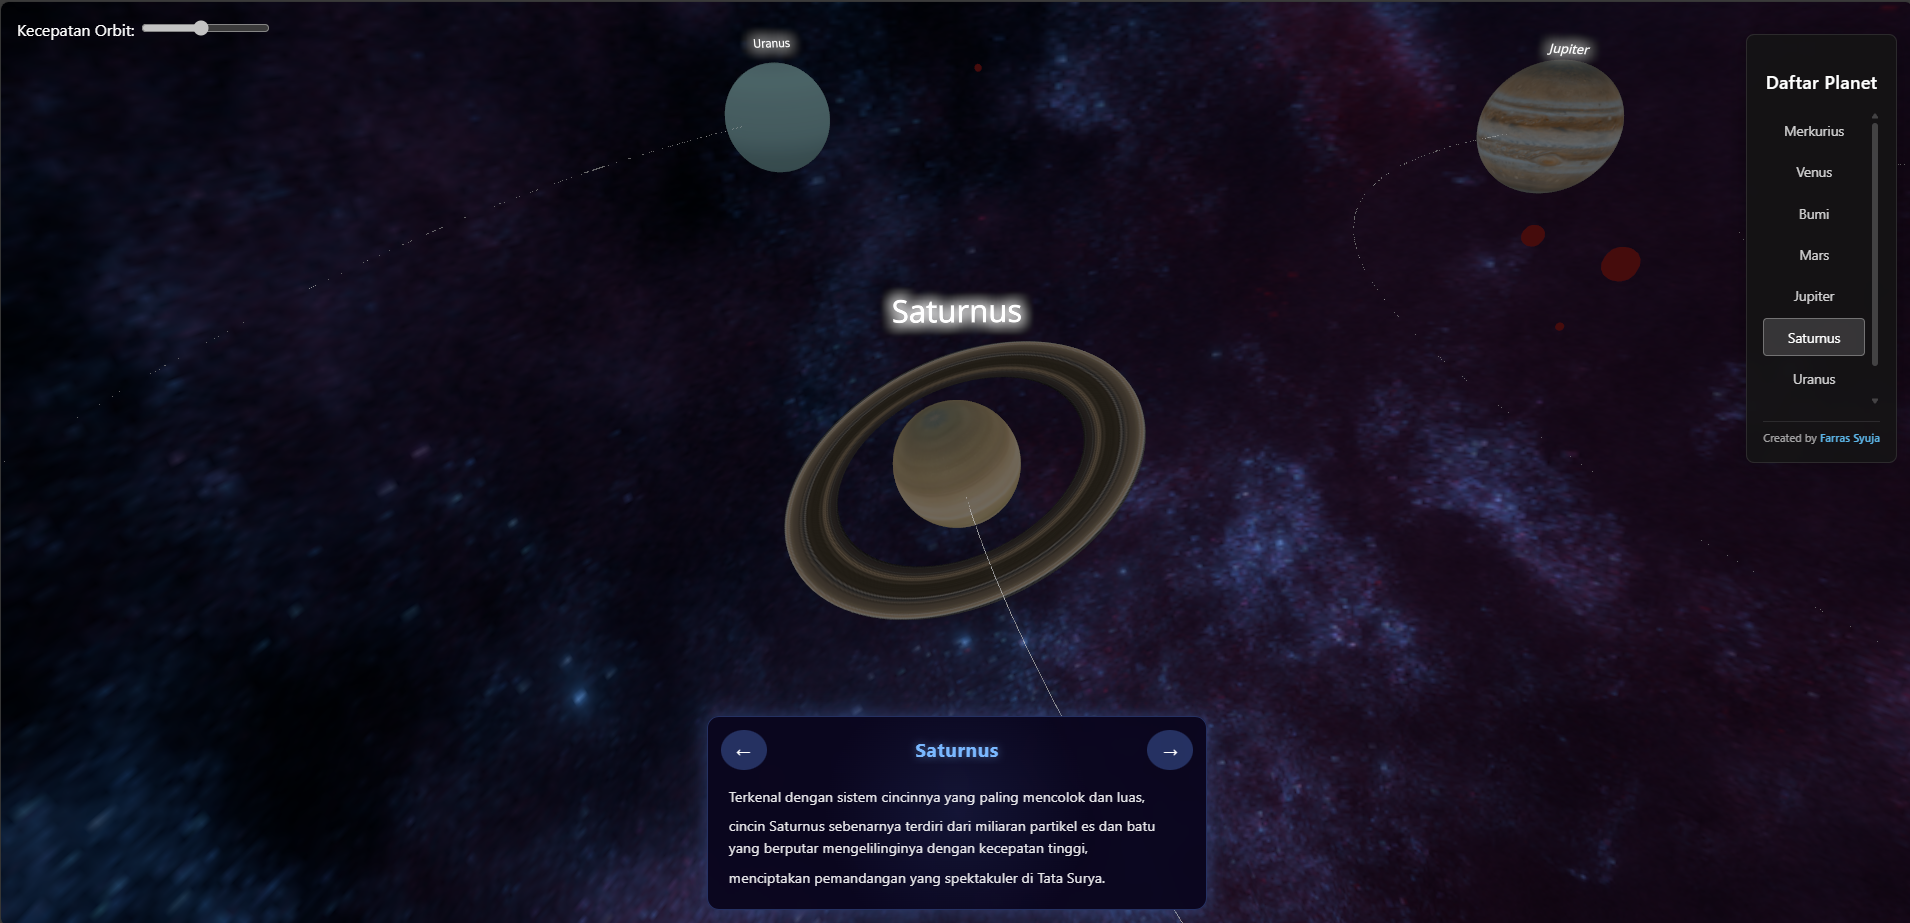 Kecepatan Orbit:
Uranus
Jupiter
Saturnus
Daftar Planet
Merkurius
Venus
Bumi
Mars
Jupiter
Saturnus
Uranus
Created by Farras Syuja
←
Saturnus
→
Terkenal dengan sistem cincinnya yang paling mencolok dan luas,
cincin Saturnus sebenarnya terdiri dari miliaran partikel es dan batu
yang berputar mengelilinginya dengan kecepatan tinggi,
menciptakan pemandangan yang spektakuler di Tata Surya.